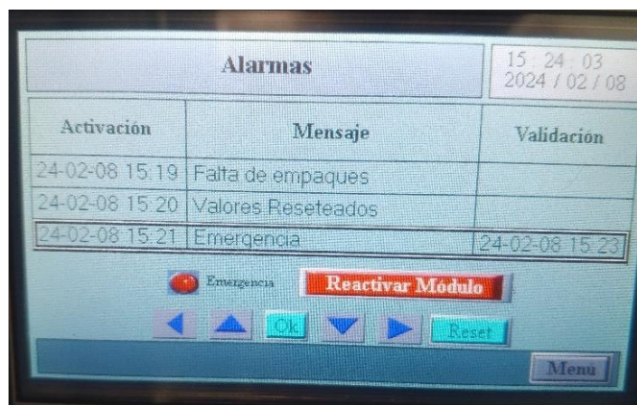 Alarmas
15 : 24 : 03
2024 / 02 / 08
Activación Mensaje Validación
24-02-08 15:19 Falta de empaques
24-02-08 15:20 Valores Reseteados
24-02-08 15:21 Emergencia 24-02-08 15:23
Emergencia Reactivar Módulo
Ok Reset
Menú